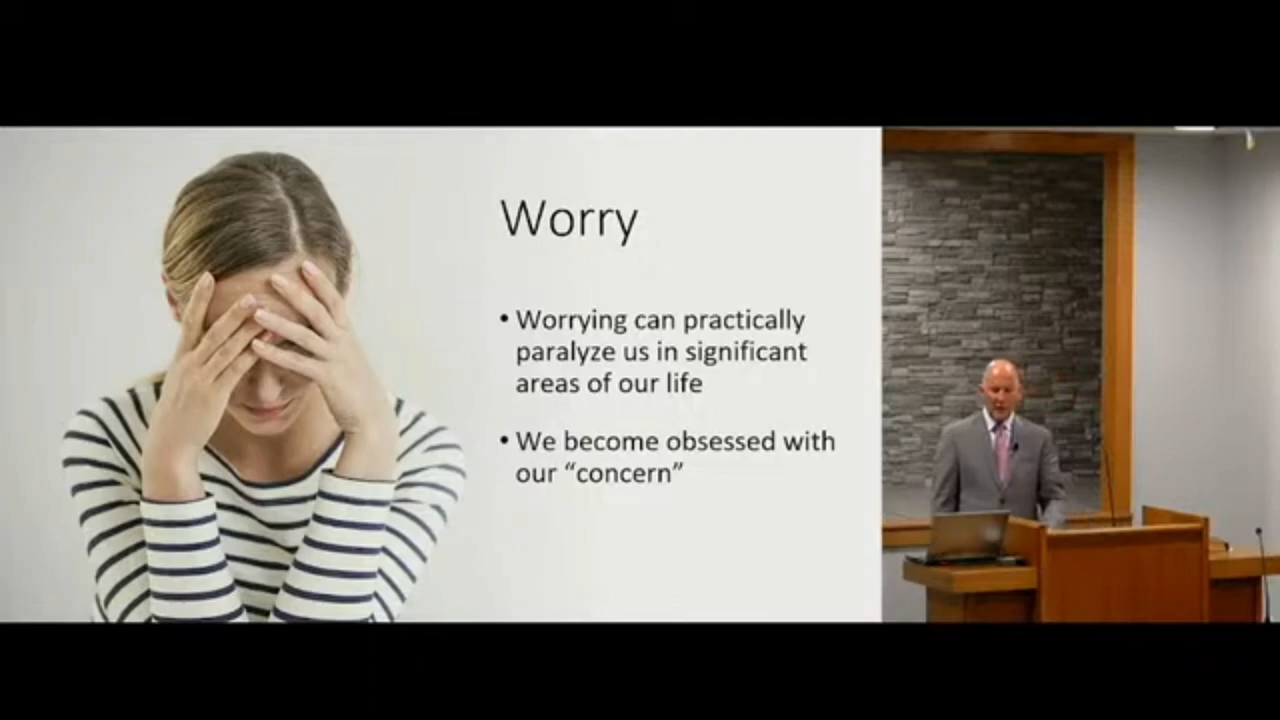 Worry
• Worrying can practically
paralyze us in significant
areas of our life
• We become obsessed with
our “concern”